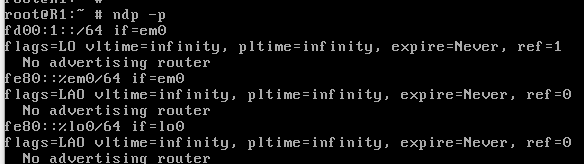 root@R1:~ # ndp -p
fd00:1::/64 if=em0
flags=LO vltime=infinity, pltime=infinity, expire=Never, ref=1
  No advertising router
fe80::%em0/64 if=em0
flags=LAO vltime=infinity, pltime=infinity, expire=Never, ref=0
  No advertising router
fe80::%lo0/64 if=lo0
flags=LAO vltime=infinity, pltime=infinity, expire=Never, ref=0
  No advertising router